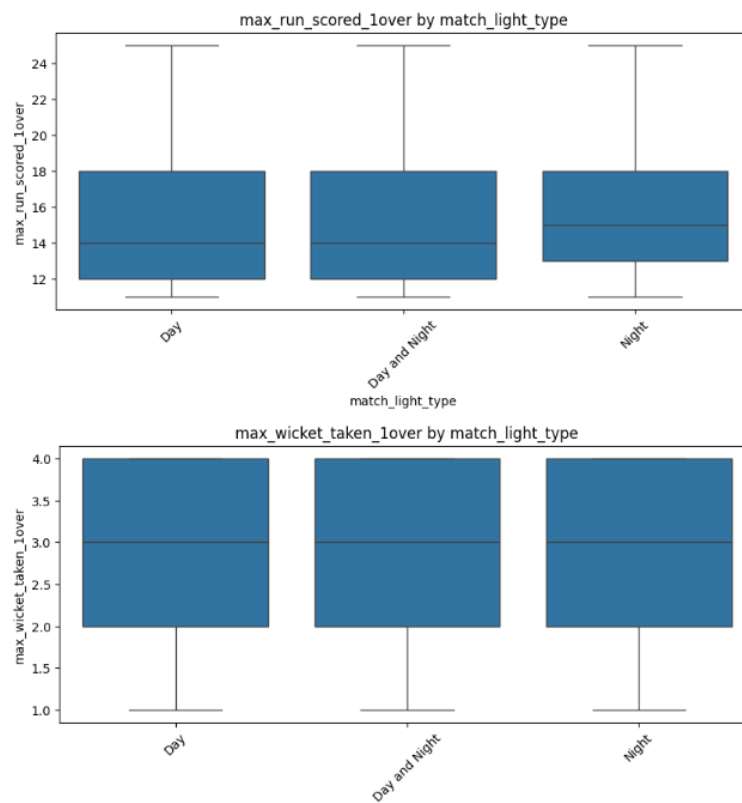 max_run_scored_1over by match_light_type
max_run_scored_1over
24
22
20
18
16
14
12
Day
Day and Night
Night
match_light_type
max_wicket_taken_1over by match_light_type
max_wicket_taken_1over
4.0
3.5
3.0
2.5
2.0
1.5
1.0
Day
Day and Night
Night